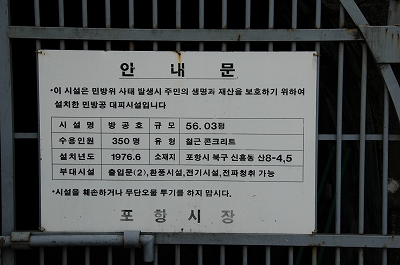 안 내 문
•이 시설은 민방위 사태 발생시 주민의 생명과 재산을 보호하기 위하여
설치한 민방공 대피시설입니다
시 설 명 방 공 호 규 모 56.03평
수용인원 350 명 유 형 철근 콘크리트
설치년도 1976.6 소재지 포항시 북구 신흥동 산8-4,5
부대시설 출입문(2),환풍시설,전기시설,전파청취 가능
•시설을 훼손하거나 무단오물 투기를 하지 맙시다.
포 항 시 장